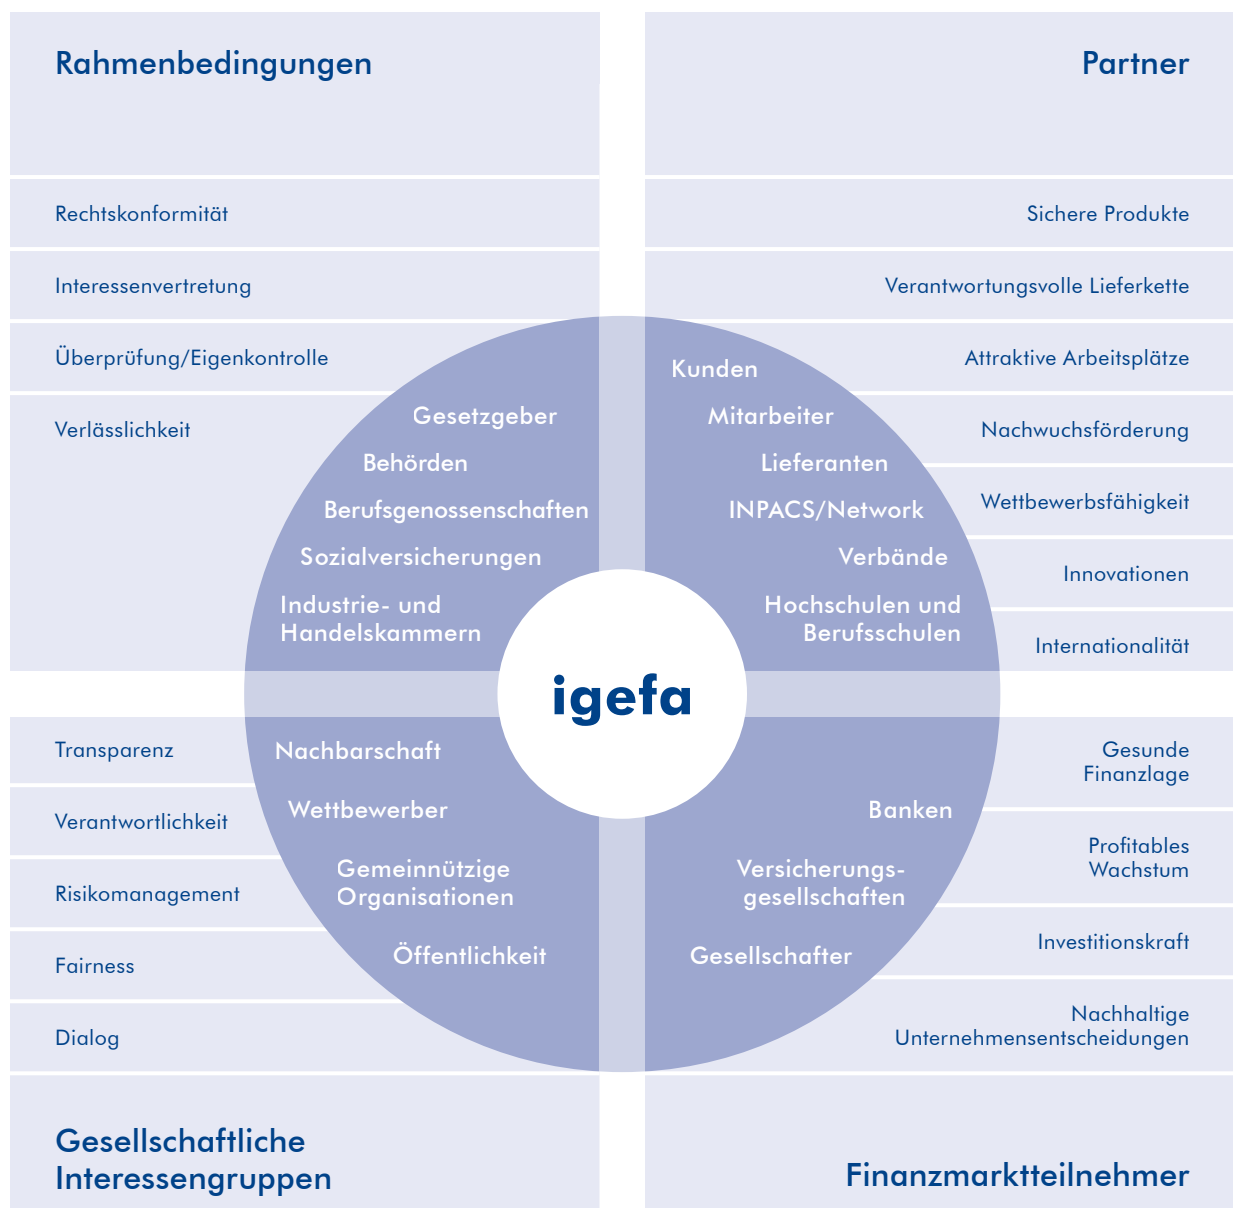 Rahmenbedingungen
Rechtskonformität
Interessenvertretung
Überprüfung/Eigenkontrolle
Verlässlichkeit
Gesetzgeber
Behörden
Berufsgenossenschaften
Sozialversicherungen
Industrie- und
Handelskammern
Partner
Sichere Produkte
Verantwortungsvolle Lieferkette
Attraktive Arbeitsplätze
Nachwuchsförderung
Wettbewerbsfähigkeit
Innovationen
Internationalität
Kunden
Mitarbeiter
Lieferanten
INPACS/Network
Verbände
Hochschulen und
Berufsschulen
igefa
Transparenz
Verantwortlichkeit
Risikomanagement
Fairness
Dialog
Nachbarschaft
Wettbewerber
Gemeinnützige
Organisationen
Öffentlichkeit
Gesellschaftliche
Interessengruppen
Banken
Versicherungs-
gesellschaften
Gesellschafter
Gesunde
Finanzlage
Profitables
Wachstum
Investitionskraft
Nachhaltige
Unternehmensentscheidungen
Finanzmarktteilnehmer